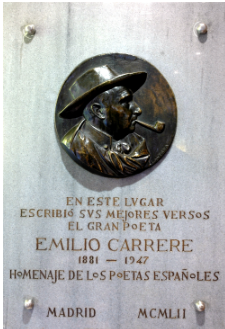 EN ESTE LVGAR
ESCRIBIÓ SVS MEJORES VERSOS
EL GRAN POETA
EMILIO CARRERE
1881 — 1947
HOMENAJE DE LOS POETAS ESPAÑOLES
MADRID MCMLII